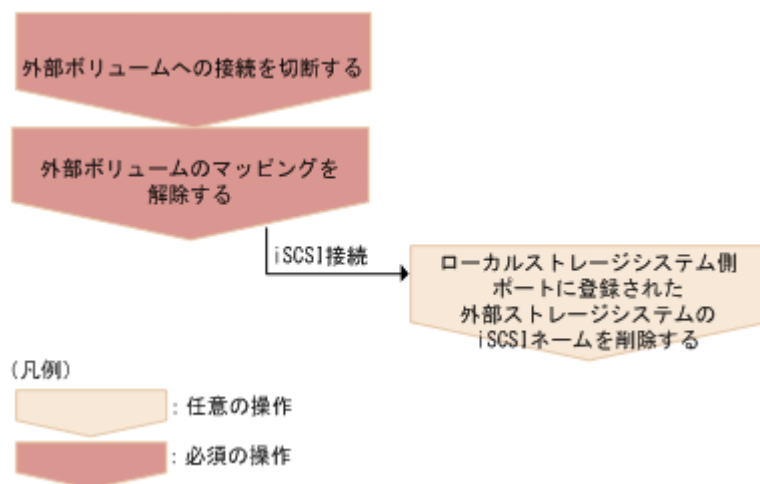 外部ボリュームへの接続を切断する
外部ボリュームのマッピングを
解除する
iSCSI接続
ローカルストレージシステム側
ポートに登録された
外部ストレージシステムの
iSCSIネームを削除する
(凡例)
：任意の操作
：必須の操作